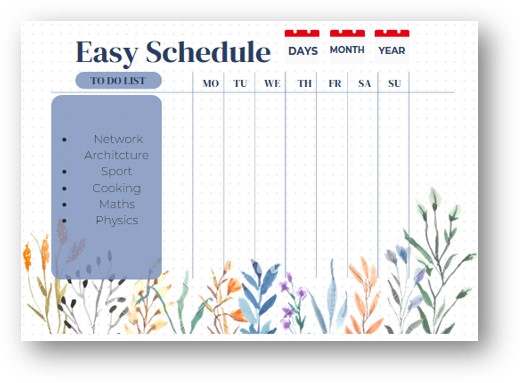 Easy Schedule
DAYS MONTH YEAR
TO DO LIST
MO TU WE TH FR SA SU
Network
Architcture
Sport
Cooking
Maths
Physics